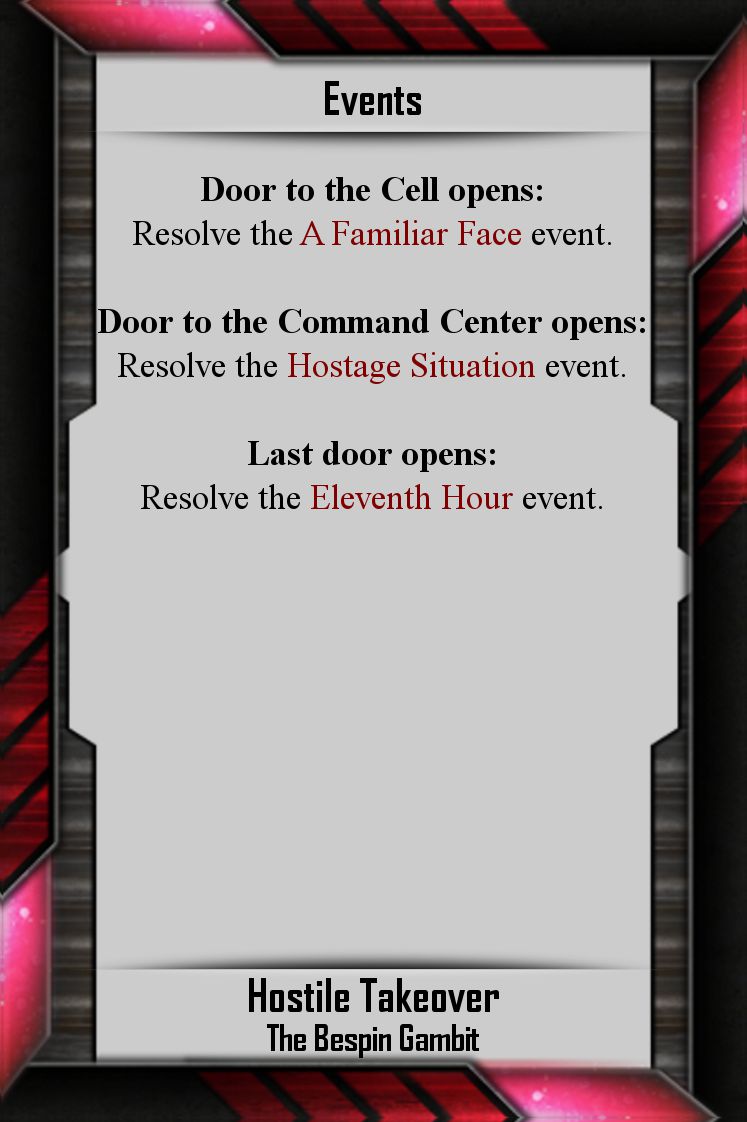 Events
Door to the Cell opens:
Resolve the A Familiar Face event.
Door to the Command Center opens:
Resolve the Hostage Situation event.
Last door opens:
Resolve the Eleventh Hour event.
Hostile Takeover
The Bespin Gambit